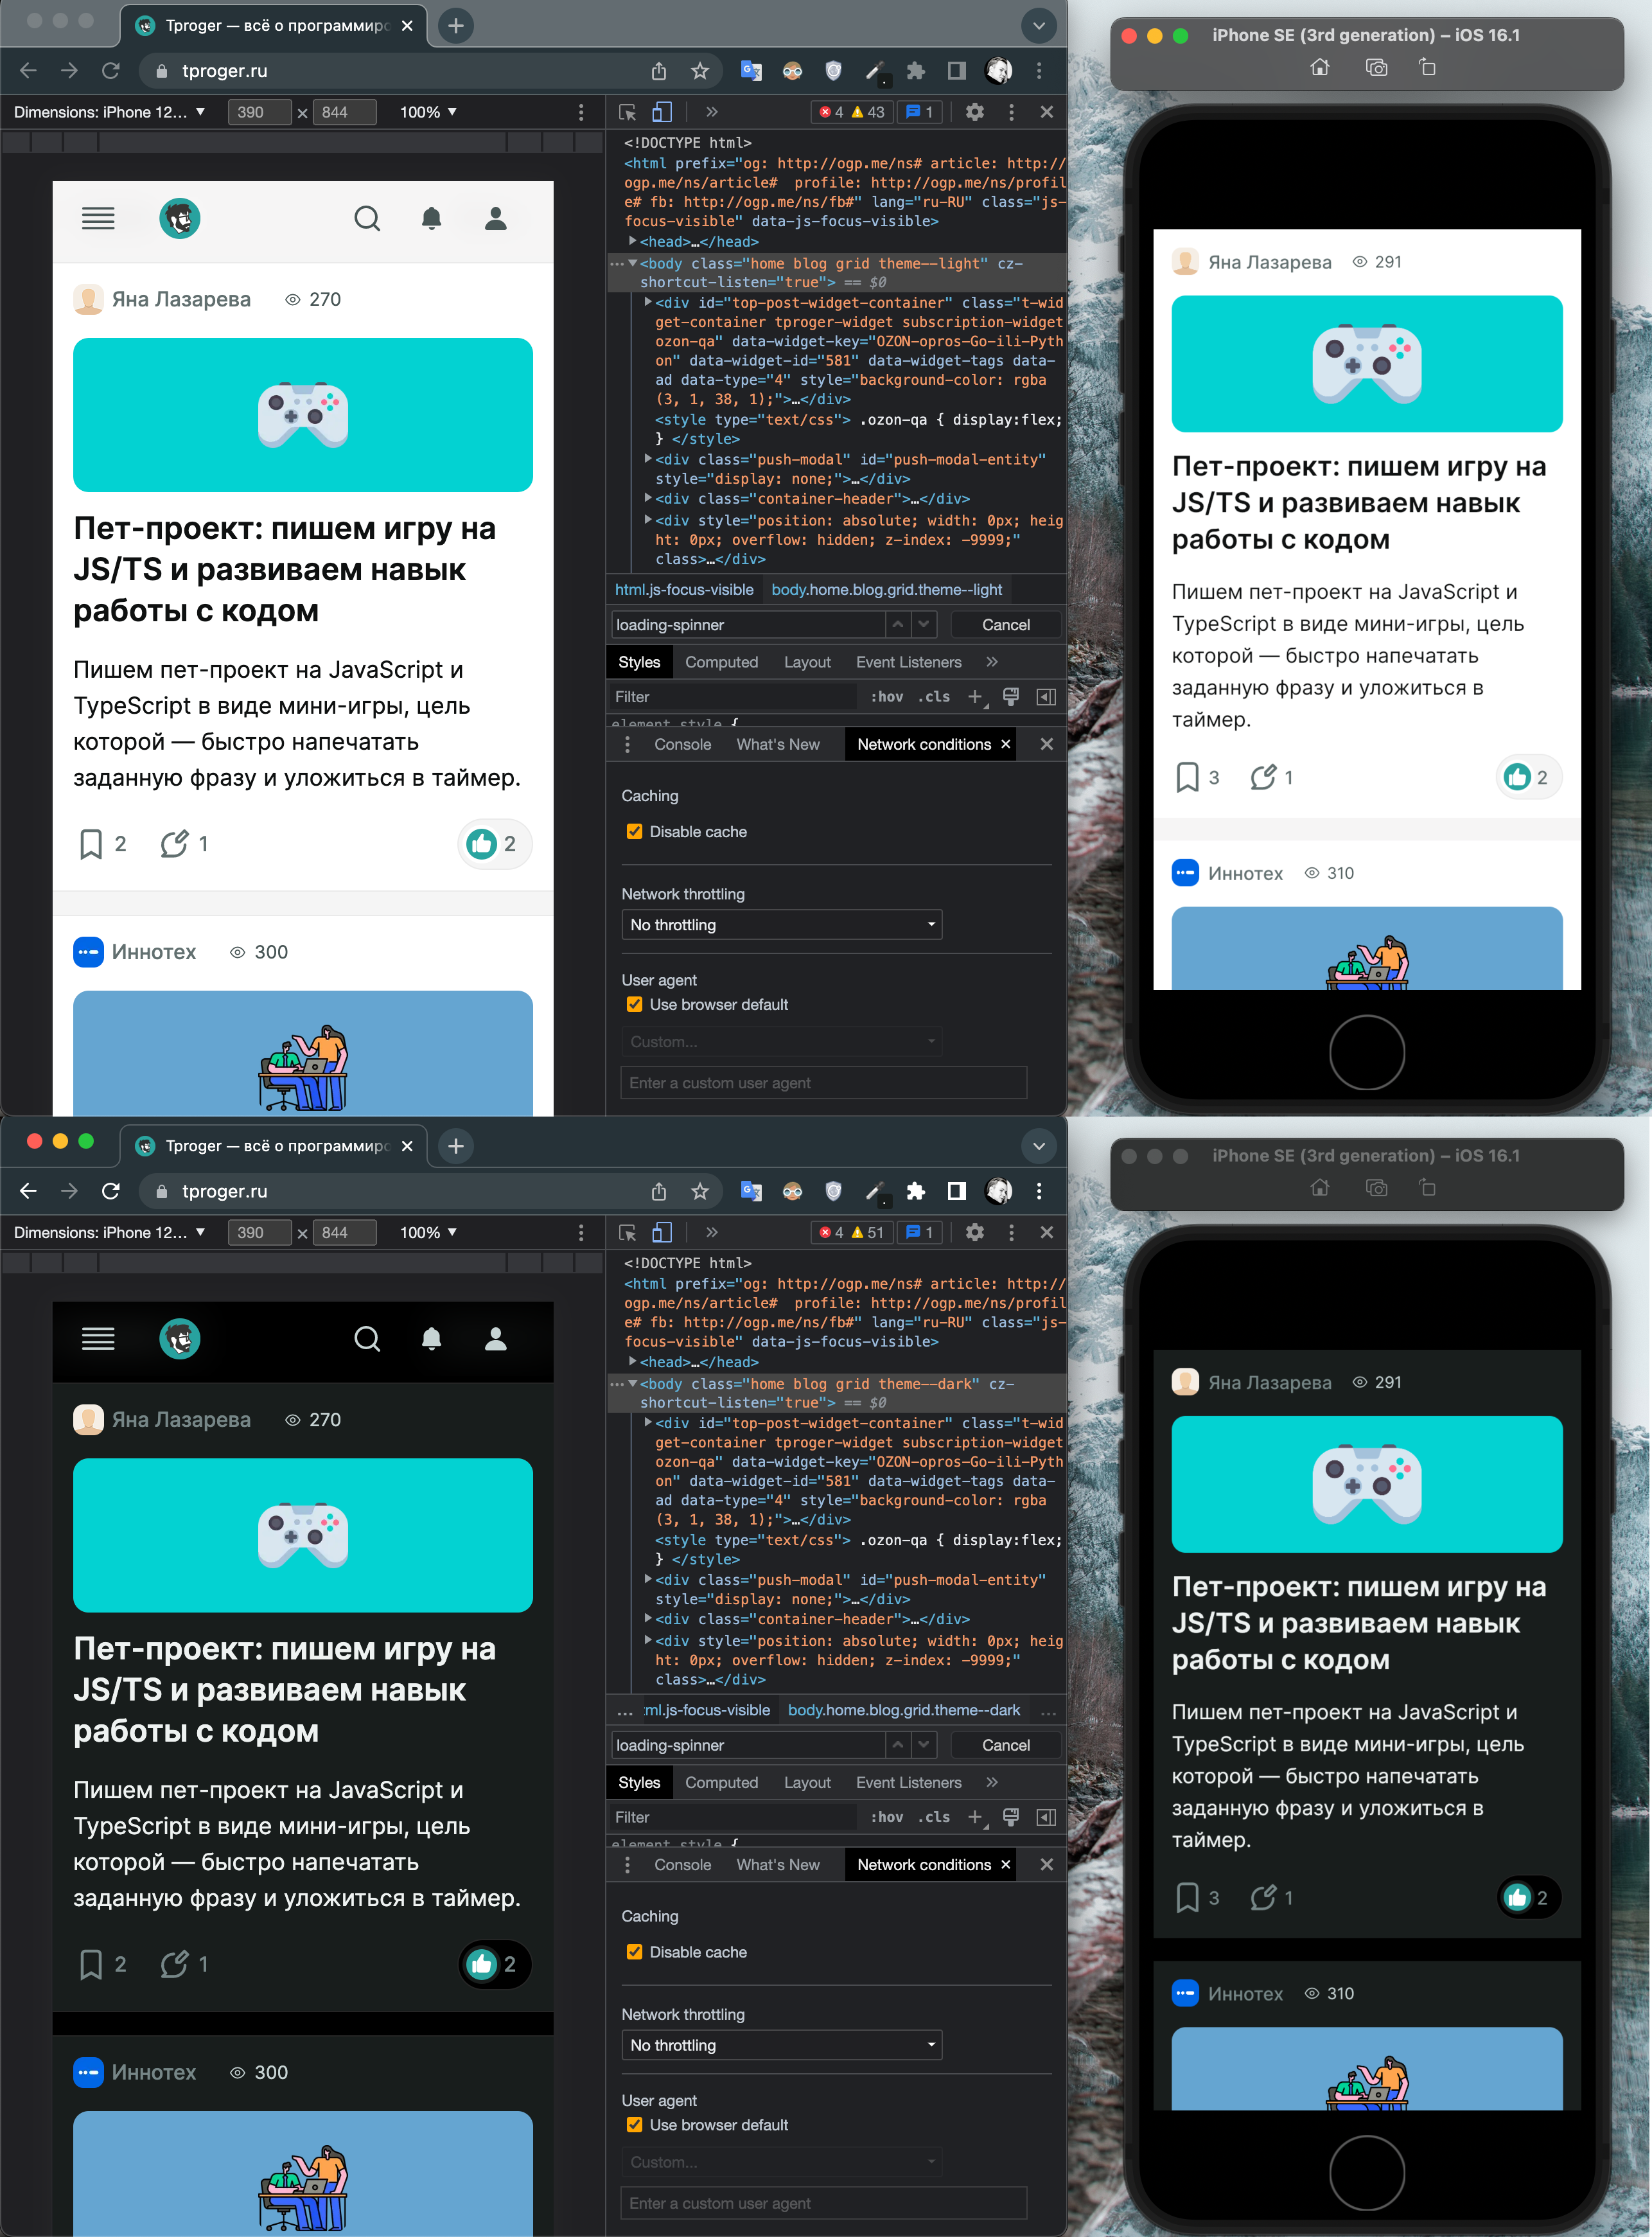 Tproger — всё о программиро
tproger.ru
Dimensions: iPhone 12… ▼ 390 × 844 100% ▼
4 43 1
Яна Лазарева 270
Пет-проект: пишем игру на
JS/TS и развиваем навык
работы с кодом
Пишем пет-проект на JavaScript и
TypeScript в виде мини-игры, цель
которой — быстро напечатать
заданную фразу и уложиться в таймер.
2 1 2
Иннотех 300
<!DOCTYPE html>
<html prefix="og: http://ogp.me/ns# article: http://
ogp.me/ns/article#  profile: http://ogp.me/ns/profil
e# fb: http://ogp.me/ns/fb#" lang="ru-RU" class="js-
focus-visible" data-js-focus-visible>
<head>…</head>
<body class="home blog grid theme--light" cz-
shortcut-listen="true"> == $0
<div id="top-post-widget-container" class="t-wid
get-container tproger-widget subscription-widget
ozon-qa" data-widget-key="OZON-opros-Go-ili-Pyth
on" data-widget-id="581" data-widget-tags data-
ad data-type="4" style="background-color: rgba
(3, 1, 38, 1);">…</div>
<style type="text/css"> .ozon-qa { display:flex;
} </style>
<div class="push-modal" id="push-modal-entity"
style="display: none;">…</div>
<div class="container-header">…</div>
<div style="position: absolute; width: 0px; heig
ht: 0px; overflow: hidden; z-index: -9999;"
class>…</div>
html.js-focus-visible body.home.blog.grid.theme--light
loading-spinner Cancel
Styles Computed Layout Event Listeners »
Filter :hov .cls +
element.style {
Console What's New Network conditions ×
Caching
Disable cache
Network throttling
No throttling
User agent
Use browser default
Custom...
Enter a custom user agent
iPhone SE (3rd generation) – iOS 16.1
Яна Лазарева 291
Пет-проект: пишем игру на
JS/TS и развиваем навык
работы с кодом
Пишем пет-проект на JavaScript и
TypeScript в виде мини-игры, цель
которой — быстро напечатать
заданную фразу и уложиться в
таймер.
3 1 2
Иннотех 310
Tproger — всё о программиро
tproger.ru
Dimensions: iPhone 12… ▼ 390 × 844 100% ▼
4 51 1
Яна Лазарева 270
Пет-проект: пишем игру на
JS/TS и развиваем навык
работы с кодом
Пишем пет-проект на JavaScript и
TypeScript в виде мини-игры, цель
которой — быстро напечатать
заданную фразу и уложиться в таймер.
2 1 2
Иннотех 300
<!DOCTYPE html>
<html prefix="og: http://ogp.me/ns# article: http://
ogp.me/ns/article#  profile: http://ogp.me/ns/profil
e# fb: http://ogp.me/ns/fb#" lang="ru-RU" class="js-
focus-visible" data-js-focus-visible>
<head>…</head>
<body class="home blog grid theme--dark" cz-
shortcut-listen="true"> == $0
<div id="top-post-widget-container" class="t-wid
get-container tproger-widget subscription-widget
ozon-qa" data-widget-key="OZON-opros-Go-ili-Pyth
on" data-widget-id="581" data-widget-tags data-
ad data-type="4" style="background-color: rgba
(3, 1, 38, 1);">…</div>
<style type="text/css"> .ozon-qa { display:flex;
} </style>
<div class="push-modal" id="push-modal-entity"
style="display: none;">…</div>
<div class="container-header">…</div>
<div style="position: absolute; width: 0px; heig
ht: 0px; overflow: hidden; z-index: -9999;"
class>…</div>
… tml.js-focus-visible body.home.blog.grid.theme--dark …
loading-spinner Cancel
Styles Computed Layout Event Listeners »
Filter :hov .cls +
element.style {
Console What's New Network conditions ×
Caching
Disable cache
Network throttling
No throttling
User agent
Use browser default
Custom...
Enter a custom user agent
iPhone SE (3rd generation) – iOS 16.1
Яна Лазарева 291
Пет-проект: пишем игру на
JS/TS и развиваем навык
работы с кодом
Пишем пет-проект на JavaScript и
TypeScript в виде мини-игры, цель
которой — быстро напечатать
заданную фразу и уложиться в
таймер.
3 1 2
Иннотех 310